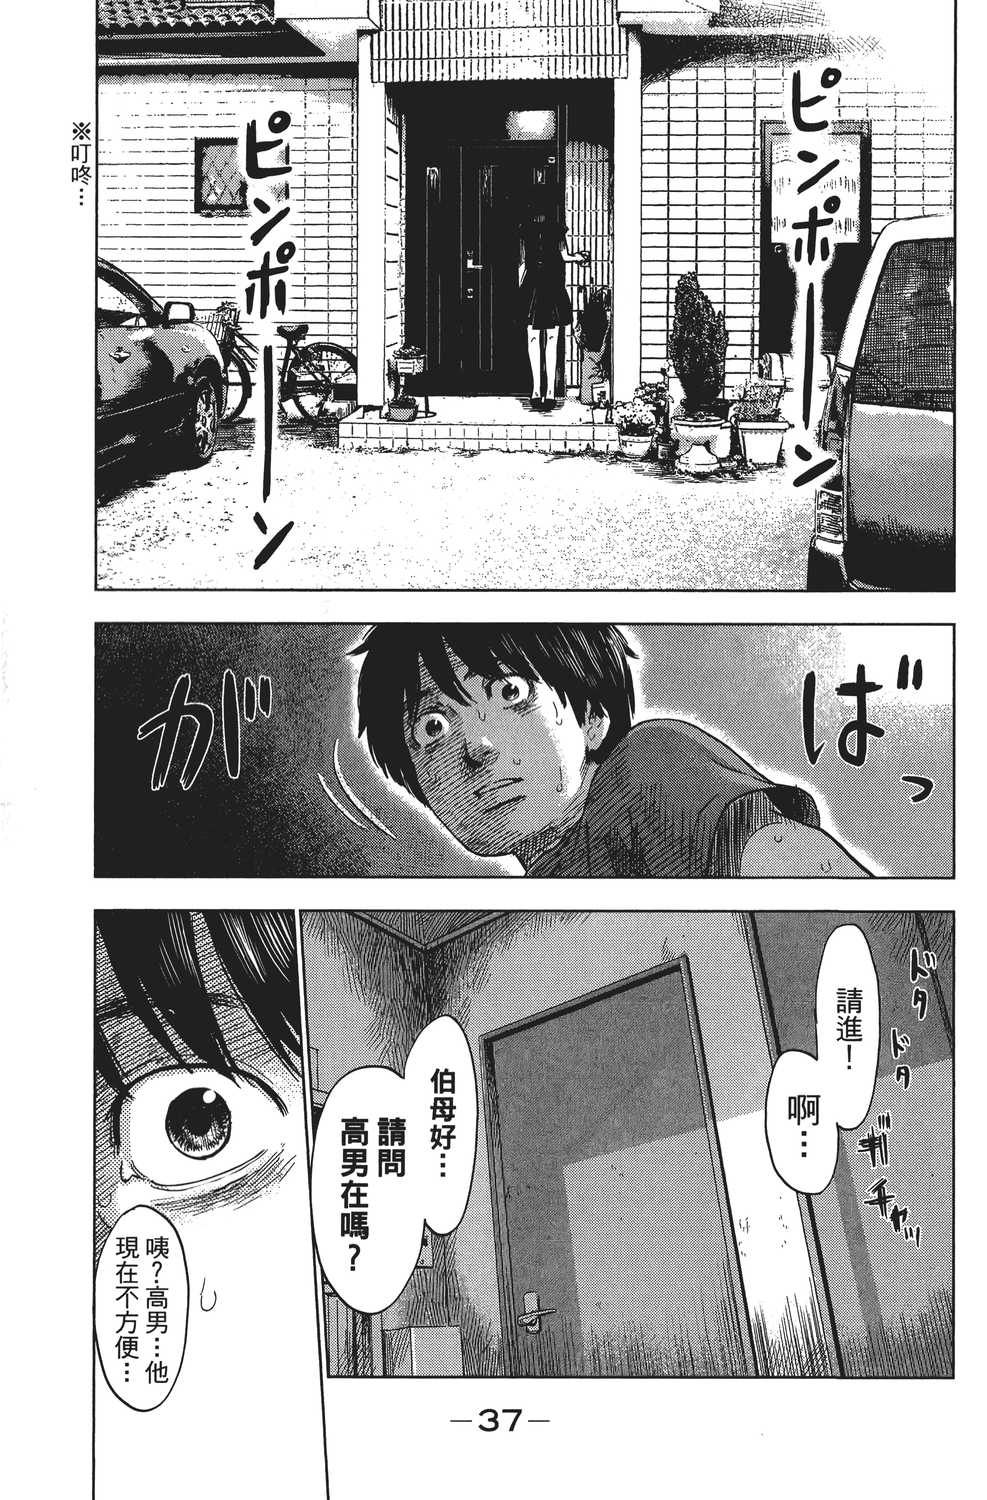 ピンポーン
ピンポーン
※叮咚…
ばっ
が
ドタ
ドタ
ギ
チャッ
請進！
啊…
伯母好…
請問
高男在嗎？
咦？高男…他
現在不方便…
—37—